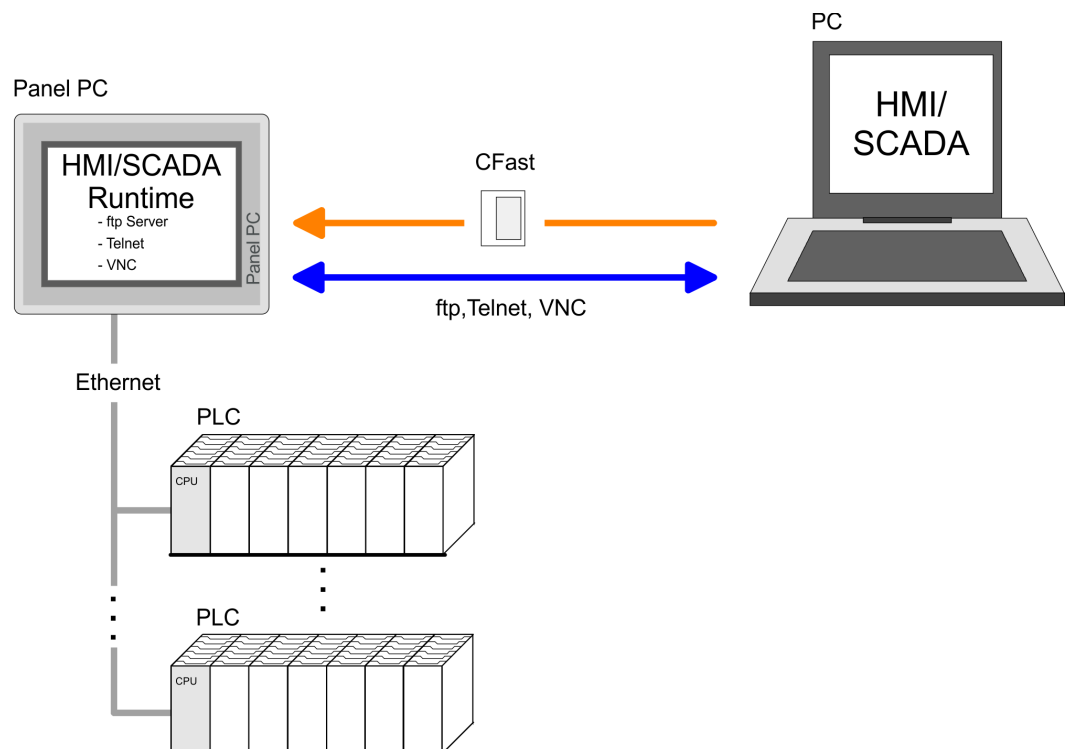 PC
Panel PC
HMI/SCADA
Runtime
- ftp Server
- Telnet
- VNC
Panel PC
CFast
HMI/
SCADA
ftp,Telnet, VNC
Ethernet
PLC
CPU
PLC
CPU